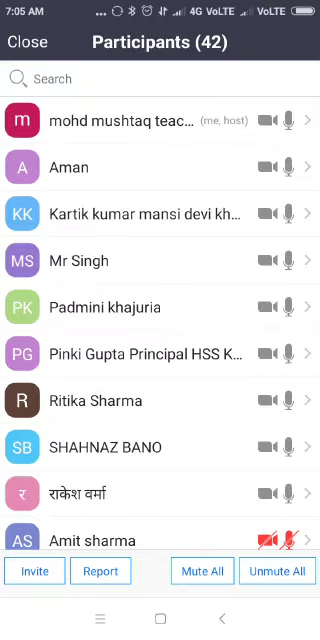 7:05 AM ... 4G VoLTE VoLTE
Close Participants (42)
Search
m mohd mushtaq teac... (me, host)
A Aman
KK Kartik kumar mansi devi kh...
MS Mr Singh
PK Padmini khajuria
PG Pinki Gupta Principal HSS K...
R Ritika Sharma
SB SHAHNAZ BANO
र राकेश वर्मा
AS Amit sharma
Invite Report Mute All Unmute All